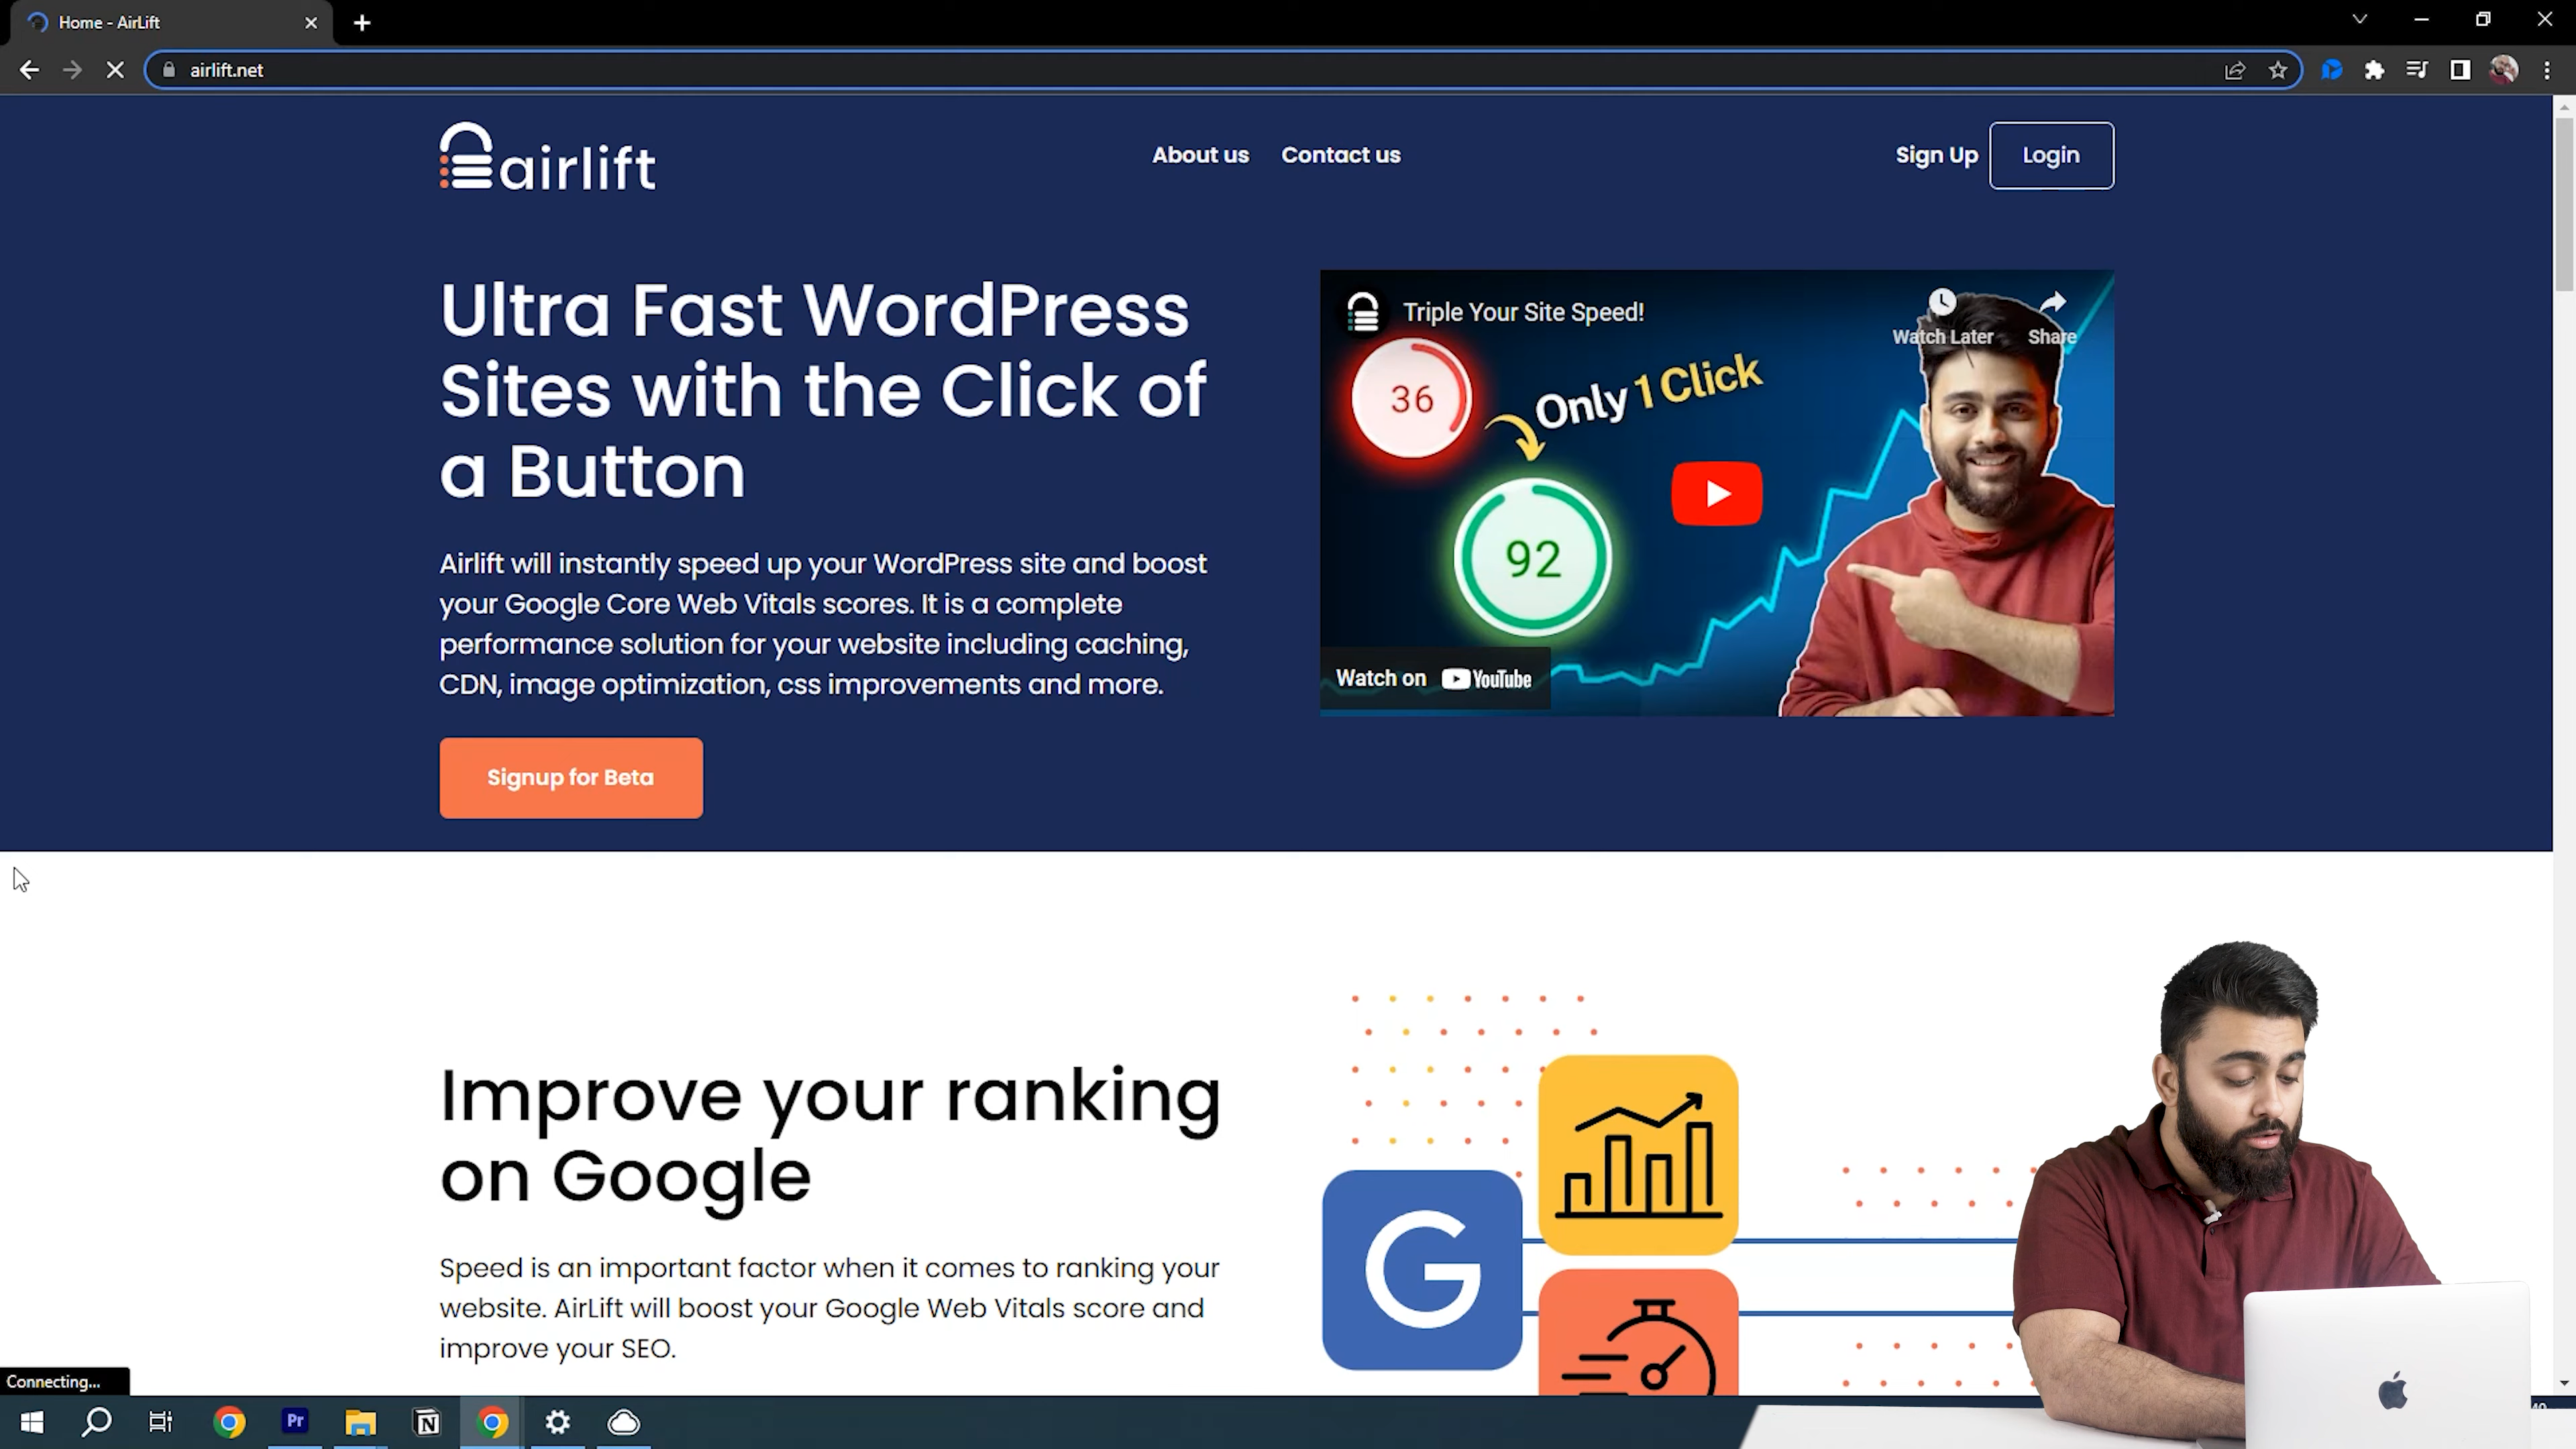 Home - AirLift
airlift.net
airlift
About us
Contact us
Sign Up
Login
Ultra Fast WordPress
Sites with the Click of
a Button
Airlift will instantly speed up your WordPress site and boost
your Google Core Web Vitals scores. It is a complete
performance solution for your website including caching,
CDN, image optimization, css improvements and more.
Signup for Beta
Triple Your Site Speed!
Watch Later
Share
36
Only 1 Click
92
Watch on YouTube
Improve your ranking
on Google
Speed is an important factor when it comes to ranking your
website. AirLift will boost your Google Web Vitals score and
improve your SEO.
G
Connecting...
Pr
N